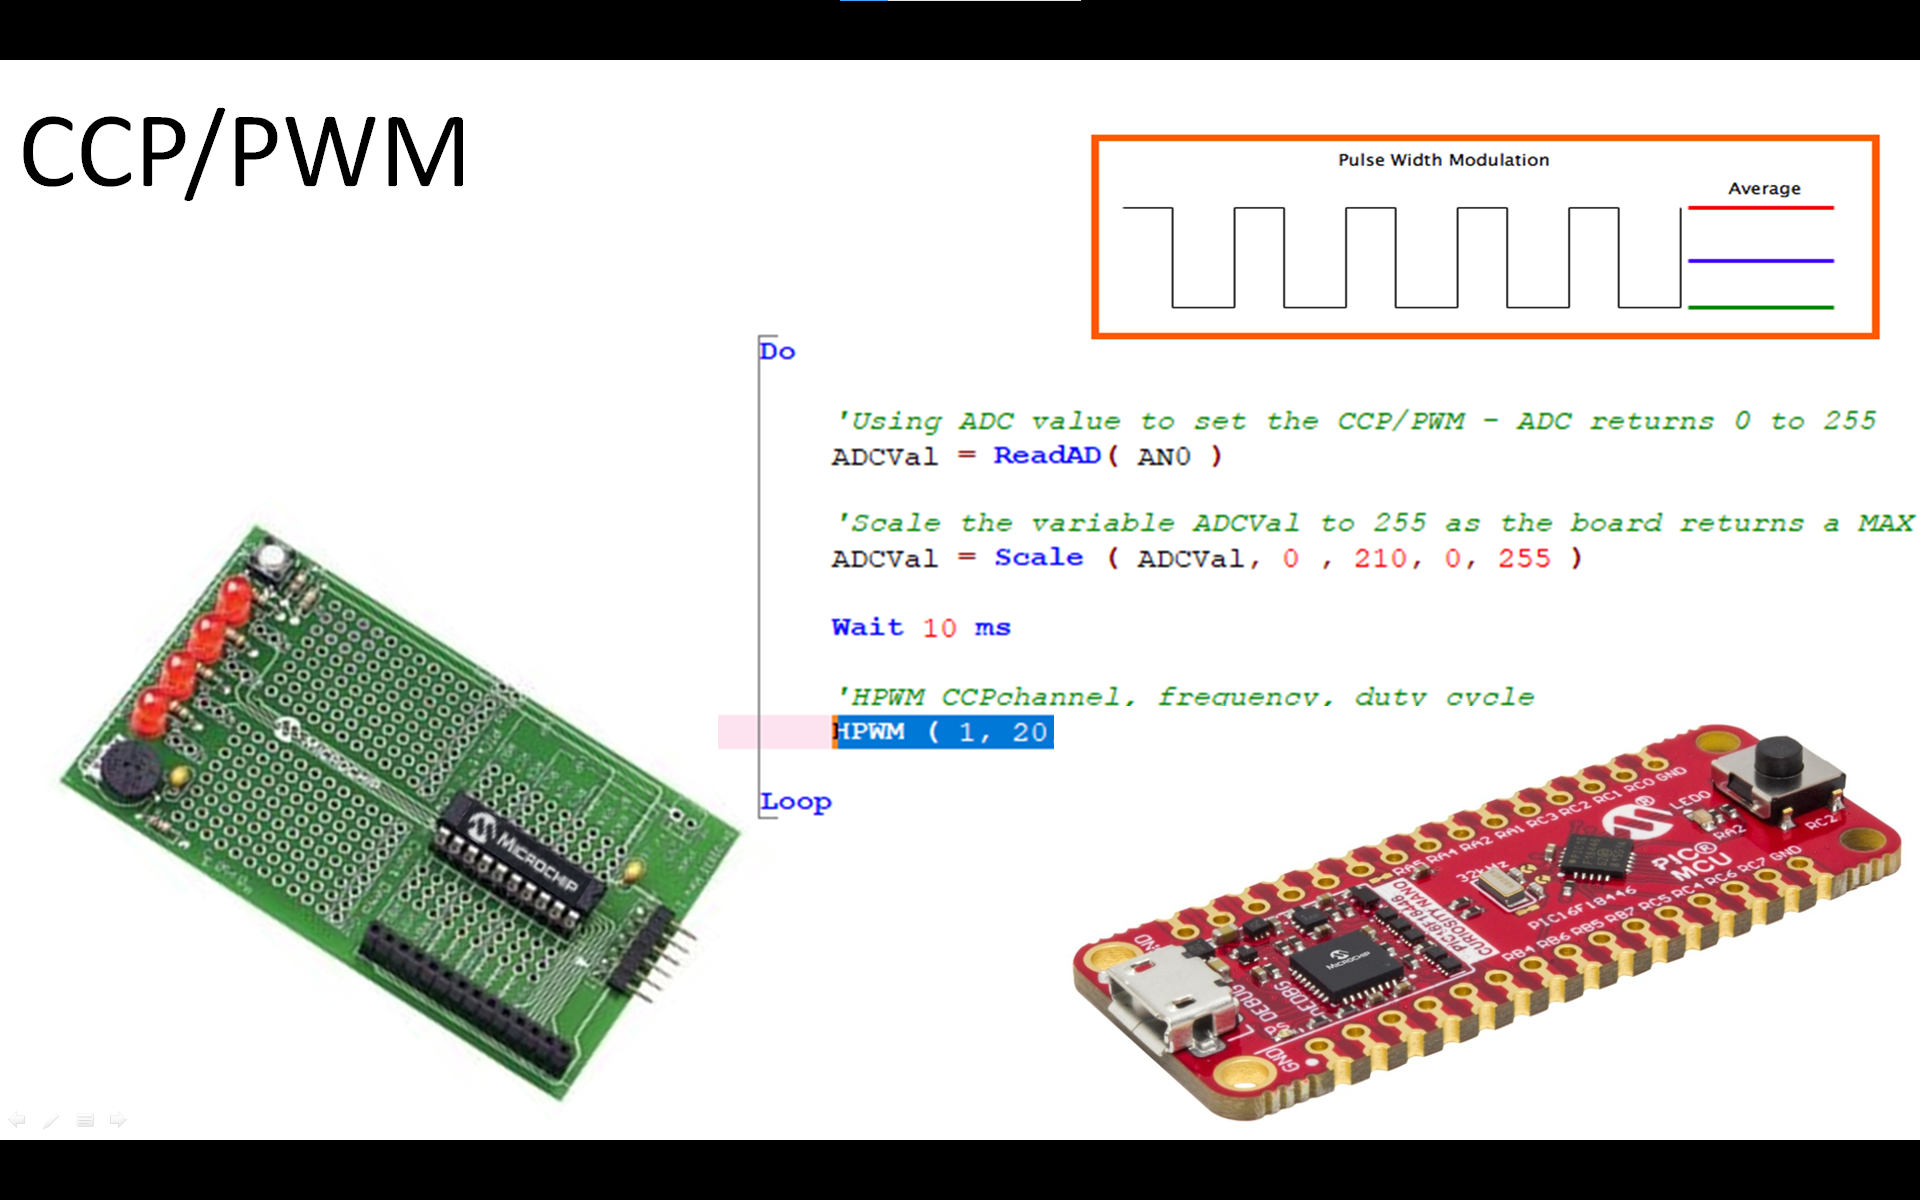 CCP/PWM
Pulse Width Modulation
Average
Do
'Using ADC value to set the CCP/PWM - ADC returns 0 to 255
ADCVal = ReadAD( AN0 )
'Scale the variable ADCVal to 255 as the board returns a MAX
ADCVal = Scale ( ADCVal, 0 , 210, 0, 255 )
Wait 10 ms
'HPWM CCPchannel, frequency, duty cycle
HPWM ( 1, 20
Loop
MICROCHIP
MICROCHIP
RA5 RA4 RA2 RA1 RC3 RC2 RC1 RC0 GND
LED0
RA2
RC2
PIC®
MCU
32kHz
PIC16F18446
PIC16F18446
CURIOSITY NANO
MICROCHIP
GND
DEBUG
nEDBG
PS
GND
RB4 RB6 RB5 RB7 RC5 RC4 RC6 RC7 GND